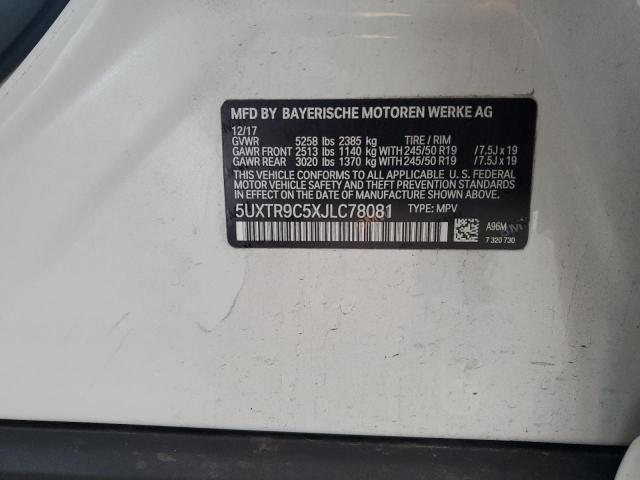 MFD BY BAYERISCHE MOTOREN WERKE AG
12/17
GVWR 5258 lbs 2385 kg TIRE / RIM
GAWR FRONT 2513 lbs 1140 kg WITH 245/50 R19 /7.5J x 19
GAWR REAR 3020 lbs 1370 kg WITH 245/50 R19 /7.5J x 19
THIS VEHICLE CONFORMS TO ALL APPLICABLE U. S. FEDERAL
MOTOR VEHICLE SAFETY STANDARDS IN EFFECT
ON THE DATE OF MANUFACTURE SHOWN ABOVE.
5UXTR9C5XJLC78081 TYPE: MPV
A96M
7 320 730